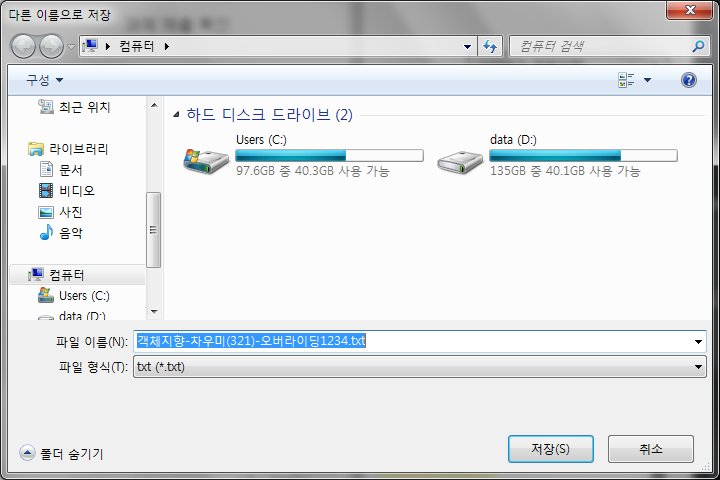 다른 이름으로 저장
컴퓨터
컴퓨터 검색
구성
최근 위치
라이브러리
문서
비디오
사진
음악
컴퓨터
Users (C:)
data (D:)
하드 디스크 드라이브 (2)
Users (C:)
97.6GB 중 40.3GB 사용 가능
data (D:)
135GB 중 40.1GB 사용 가능
파일 이름(N):
객체지향-차우미(321)-오버라이딩1234.txt
파일 형식(T):
txt (*.txt)
폴더 숨기기
저장(S)
취소